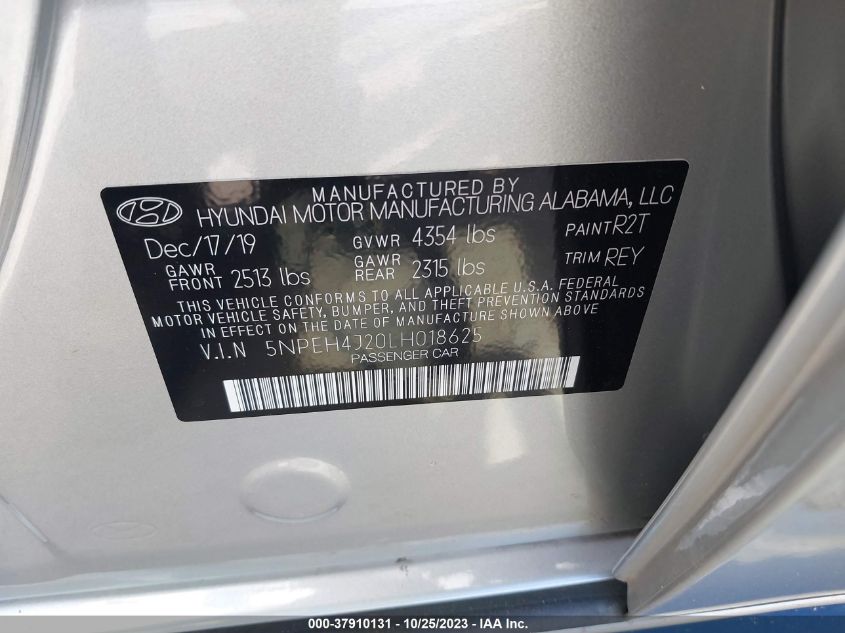 MANUFACTURED BY
HYUNDAI MOTOR MANUFACTURING ALABAMA, LLC
Dec/17/19 GVWR 4354 lbs PAINT R2T
GAWR FRONT 2513 lbs GAWR REAR 2315 lbs TRIM REY
THIS VEHICLE CONFORMS TO ALL APPLICABLE U.S.A. FEDERAL
MOTOR VEHICLE SAFETY, BUMPER, AND THEFT PREVENTION STANDARDS
IN EFFECT ON THE DATE OF MANUFACTURE SHOWN ABOVE
V.I.N 5NPEH4J20LH018625
PASSENGER CAR
000-37910131 - 10/25/2023 - IAA Inc.